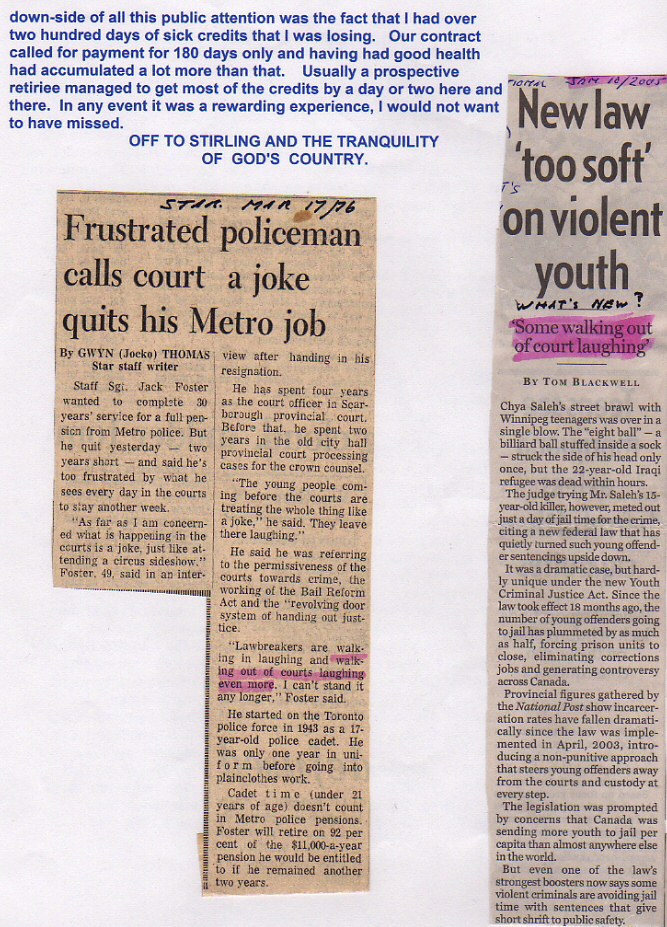 down-side of all this public attention was the fact that I had over
two hundred days of sick credits that I was losing. Our contract
called for payment for 180 days only and having had good health
had accumulated a lot more than that. Usually a prospective
retiriee managed to get most of the credits by a day or two here and
there. In any event it was a rewarding experience, I would not want
to have missed.
OFF TO STIRLING AND THE TRANQUILITY
OF GOD'S COUNTRY.
STAR MAR 17/76
Frustrated policeman
calls court a joke
quits his Metro job
By GWYN (Jocko) THOMAS
Star staff writer
Staff Sgt. Jack Foster
wanted to complete 30
years' service for a full pen-
sion from Metro police. But
he quit yesterday — two
years short — and said he's
too frustrated by what he
sees every day in the courts
to stay another week.
"As far as I am concern-
ed what is happening in the
courts is a joke, just like at-
tending a circus sideshow."
Foster, 49, said in an inter-
view after handing in his
resignation.
He has spent four years
as the court officer in Scar-
borough provincial court.
Before that, he spent two
years in the old city hall
provincial court processing
cases for the crown counsel.
"The young people com-
ing before the courts are
treating the whole thing like
a joke," he said. They leave
there laughing."
He said he was referring
to the permissiveness of the
courts towards crime, the
working of the Bail Reform
Act and the "revolving door
system of handing out jus-
tice.
"Lawbreakers are walk-
ing in laughing and walk-
ing out of courts laughing
even more. I can't stand it
any longer," Foster said.
He started on the Toronto
police force in 1943 as a 17-
year-old police cadet. He
was only one year in uni-
form before going into
plainclothes work.
Cadet time (under 21
years of age) doesn't count
in Metro police pensions.
Foster will retire on 92 per
cent of the $11,000-a-year
pension he would be entitled
to if he remained another
two years.
JAN 10/2005
New law
'too soft'
on violent
youth
WHAT'S NEW?
'Some walking out
of court laughing'
BY TOM BLACKWELL
Chya Saleh's street brawl with
Winnipeg teenagers was over in a
single blow. The "eight ball" — a
billiard ball stuffed inside a sock
— struck the side of his head only
once, but the 22-year-old Iraqi
refugee was dead within hours.
The judge trying Mr. Saleh's 15-
year-old killer, however, meted out
just a day of jail time for the crime,
citing a new federal law that has
quietly turned such young offend-
er sentencings upside down.
It was a dramatic case, but hard-
ly unique under the new Youth
Criminal Justice Act. Since the
law took effect 18 months ago, the
number of young offenders going
to jail has plummeted by as much
as half, forcing prison units to
close, eliminating corrections
jobs and generating controversy
across Canada.
Provincial figures gathered by
the National Post show incarcer-
ation rates have fallen dramati-
cally since the law was imple-
mented in April, 2003, intro-
ducing a non-punitive approach
that steers young offenders away
from the courts and custody at
every step.
The legislation was prompted
by concerns that Canada was
sending more youth to jail per
capita than almost anywhere else
in the world.
But even one of the law's
strongest boosters now says some
violent criminals are avoiding jail
time with sentences that give
short shrift to public safety.